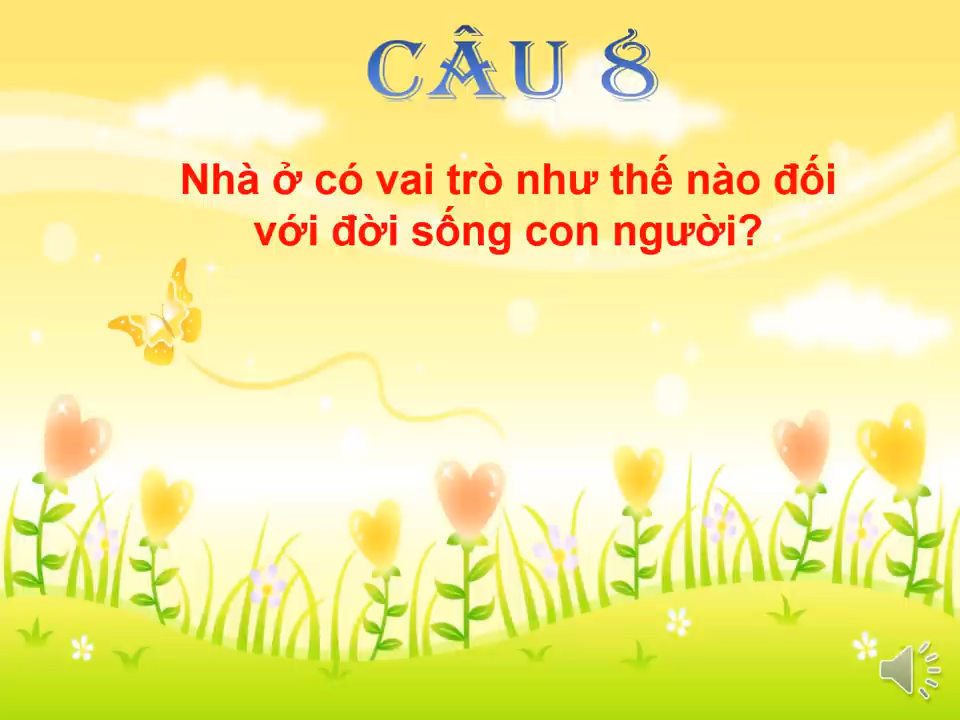 CÂU 8
Nhà ở có vai trò như thế nào đối
với đời sống con người?